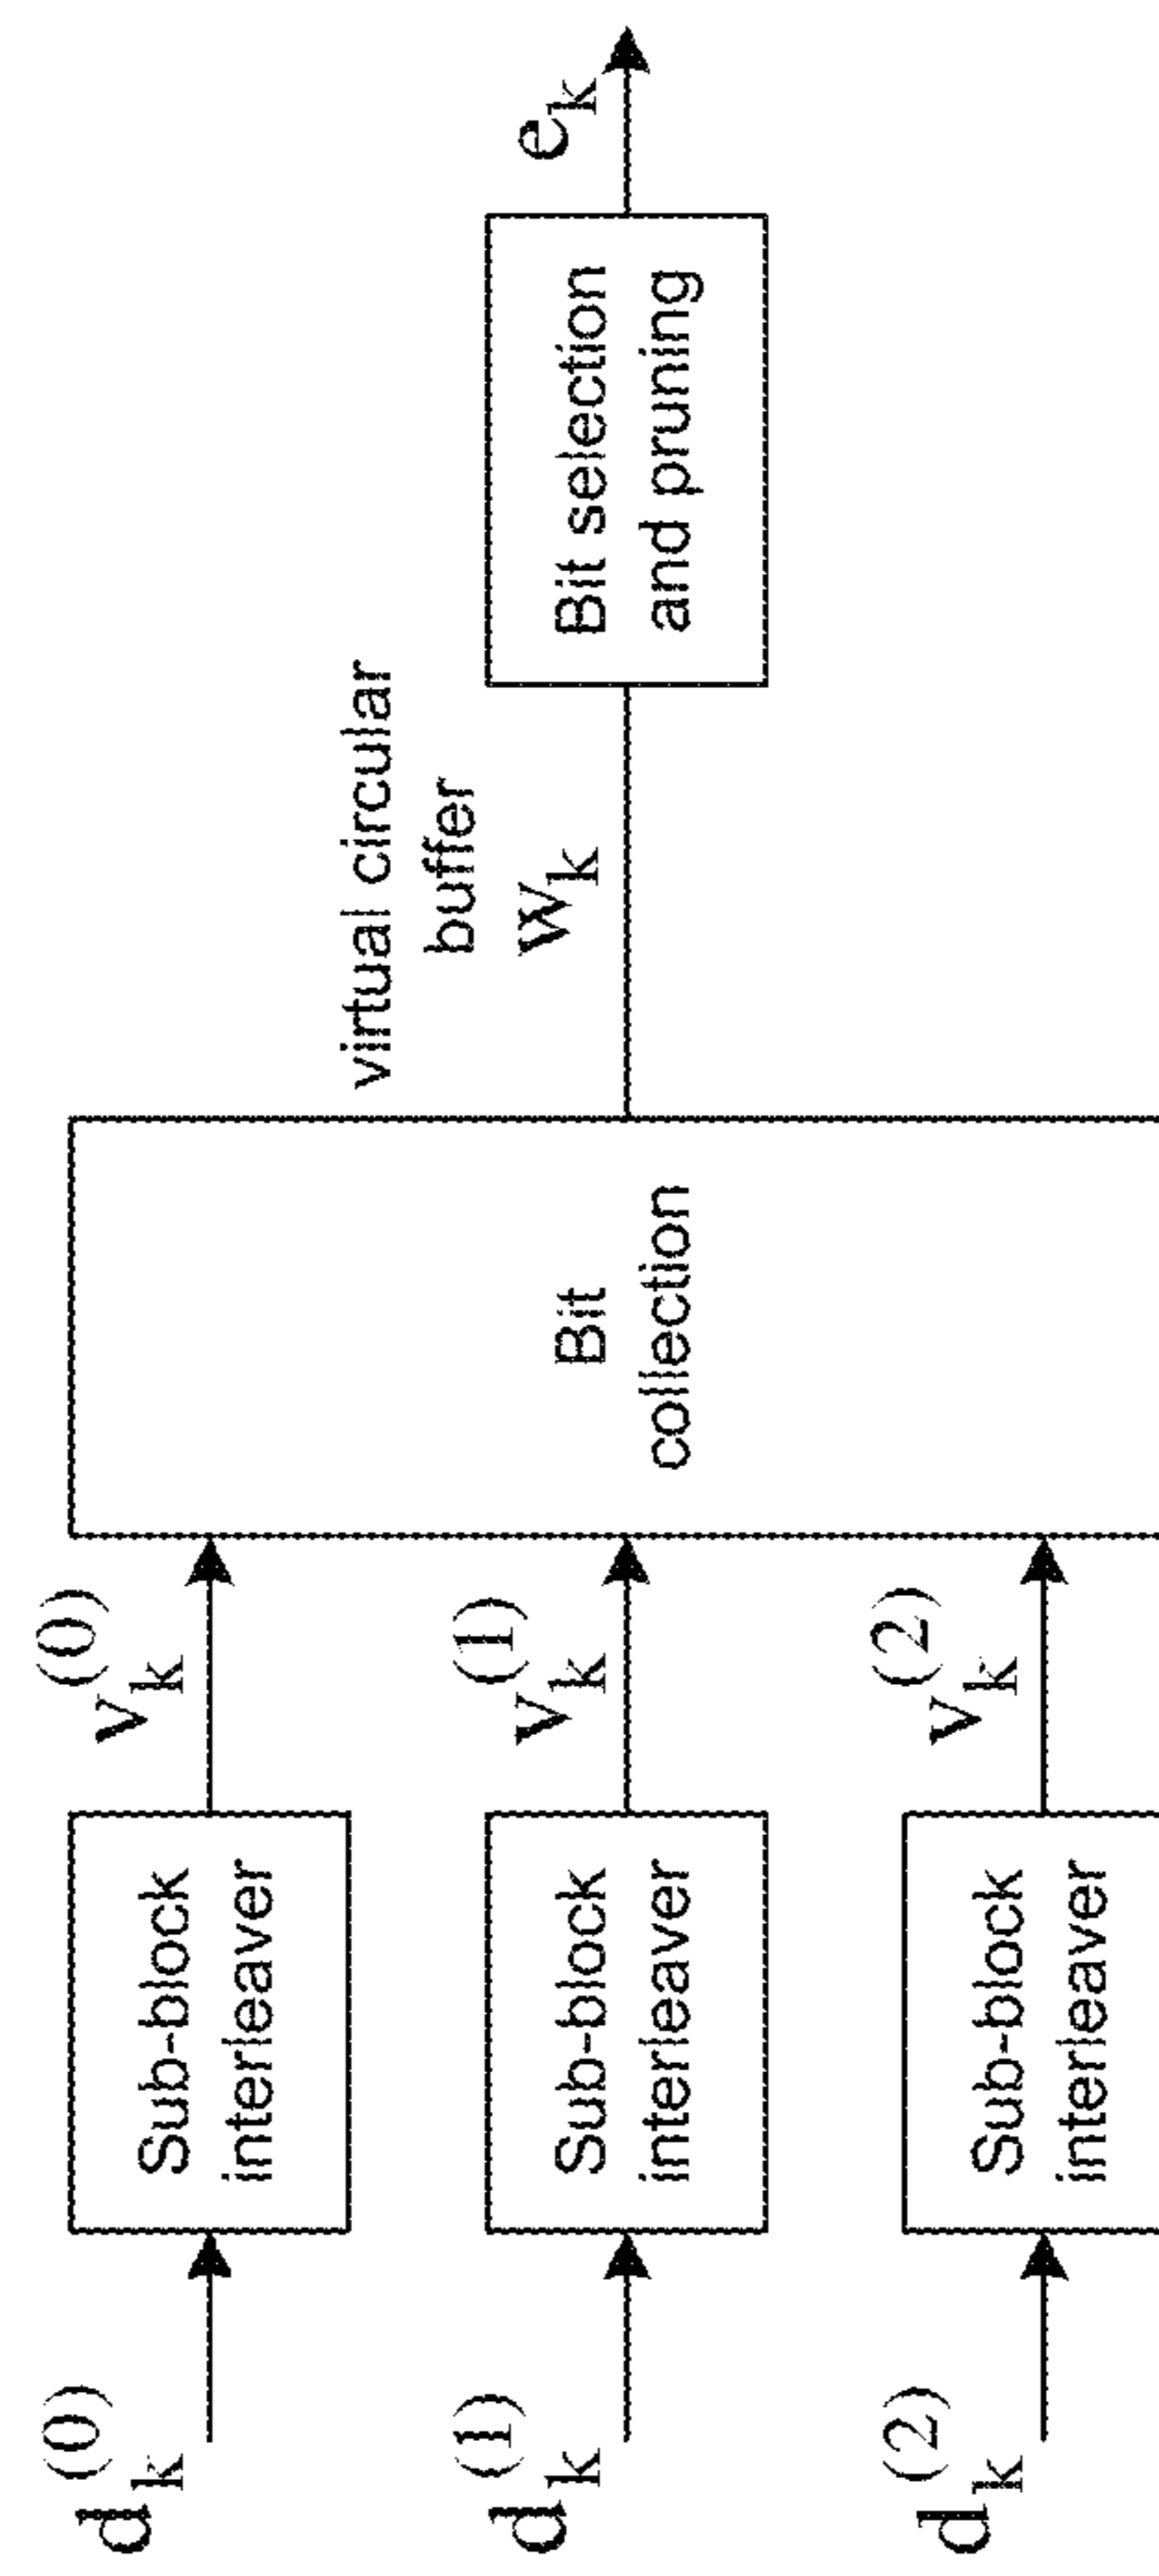 d_k^(0)
Sub-block
interleaver
v_k^(0)
d_k^(1)
Sub-block
interleaver
v_k^(1)
d_k^(2)
Sub-block
interleaver
v_k^(2)
Bit
collection
virtual circular
buffer
w_k
Bit selection
and pruning
e_k